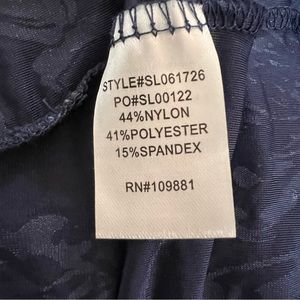 STYLE#SL061726
PO#SL00122
44%NYLON
41%POLYESTER
15%SPANDEX
RN#109881